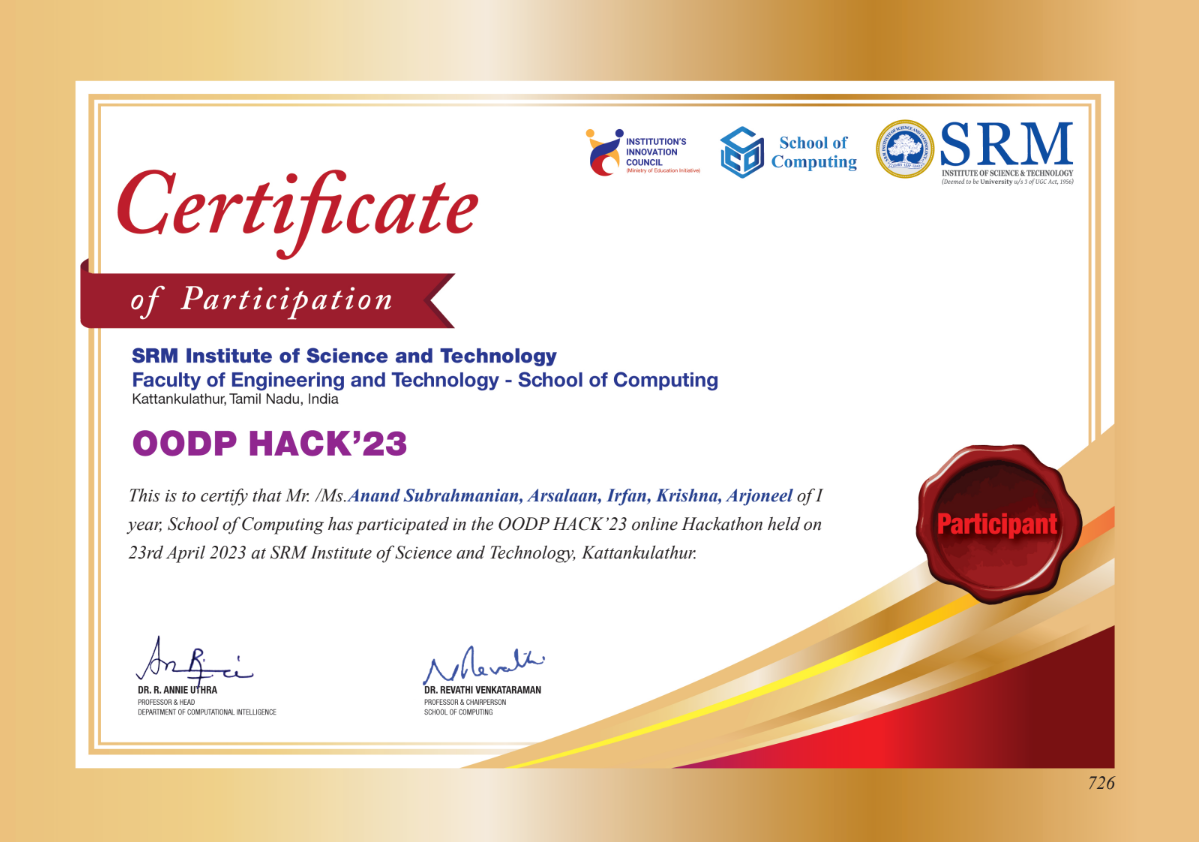 INSTITUTION'S
INNOVATION
COUNCIL
(Ministry of Education Initiative)
School of
Computing
SRM
INSTITUTE OF SCIENCE & TECHNOLOGY
(Deemed to be University u/s 3 of UGC Act, 1956)
Certificate
of Participation
SRM Institute of Science and Technology
Faculty of Engineering and Technology - School of Computing
Kattankulathur, Tamil Nadu, India
OODP HACK’23
This is to certify that Mr. /Ms.Anand Subrahmanian, Arsalaan, Irfan, Krishna, Arjoneel of I
year, School of Computing has participated in the OODP HACK’23 online Hackathon held on
23rd April 2023 at SRM Institute of Science and Technology, Kattankulathur.
Participant
DR. R. ANNIE UTHRA
PROFESSOR & HEAD
DEPARTMENT OF COMPUTATIONAL INTELLIGENCE
DR. REVATHI VENKATARAMAN
PROFESSOR & CHAIRPERSON
SCHOOL OF COMPUTING
726